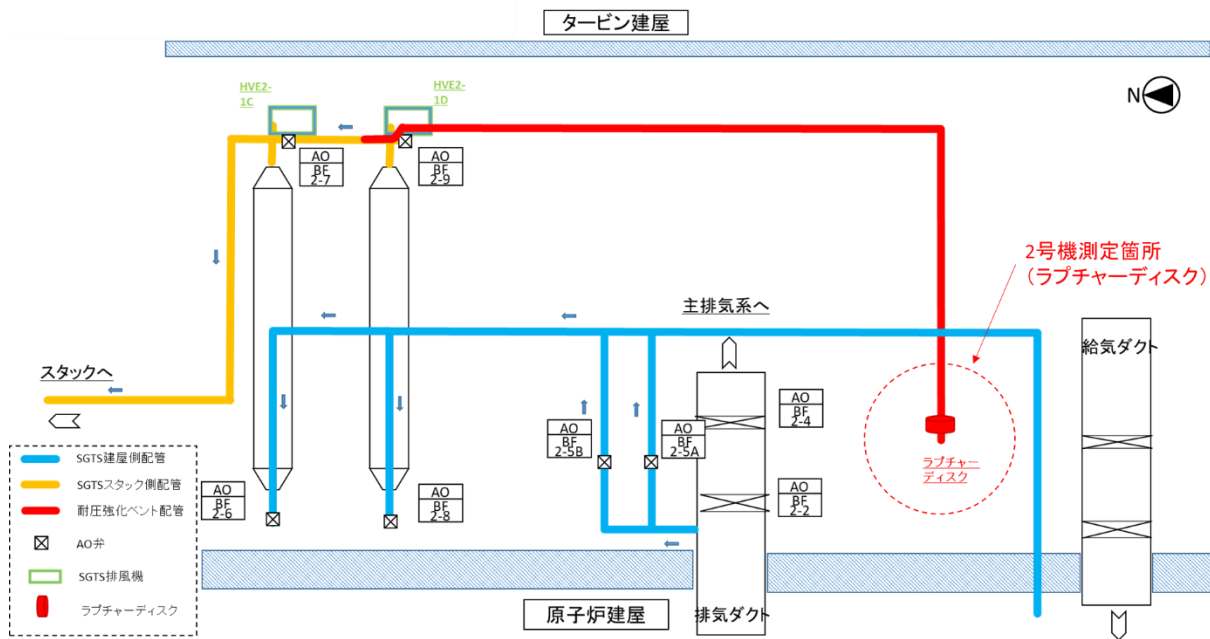 タービン建屋
HVE2-
1C
HVE2-
1D
N
AO
BF
2-7
AO
BF
2-9
2号機測定箇所
(ラプチャーディスク)
主排気系へ
給気ダクト
スタックへ
AO
BF
2-4
AO
BF
2-5B
AO
BF
2-5A
ラプチャー
ディスク
AO
BF
2-2
AO
BF
2-6
AO
BF
2-8
SGTS建屋側配管
SGTSスタック側配管
耐圧強化ベント配管
AO弁
SGTS排風機
ラプチャーディスク
原子炉建屋
排気ダクト